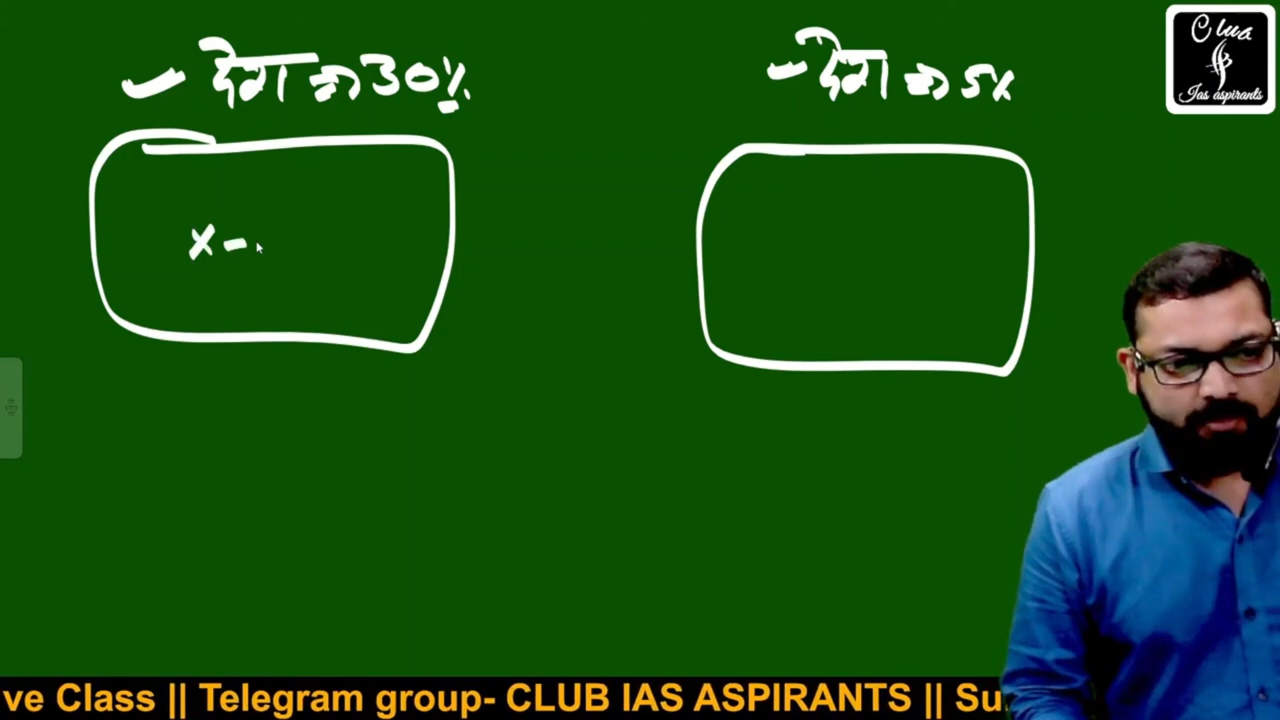 देश का 30%
देश का 5%
x -
Club
Ias aspirants
ve Class || Telegram group- CLUB IAS ASPIRANTS || Su